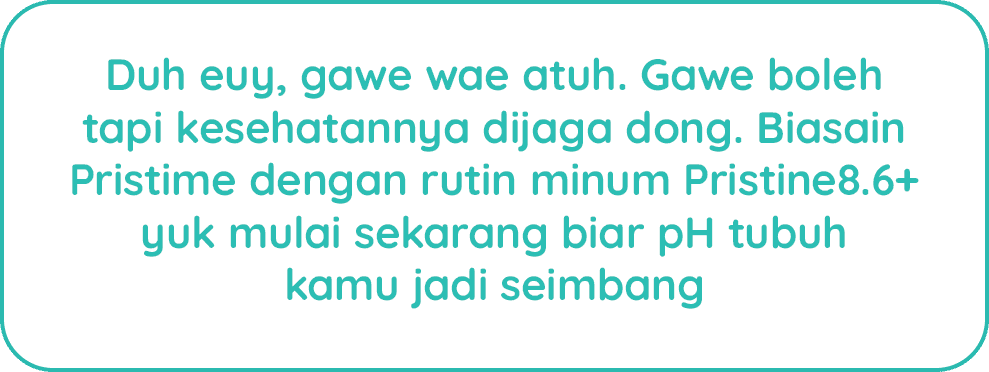 Duh euy, gawe wae atuh. Gawe boleh
tapi kesehatannya dijaga dong. Biasain
Pristime dengan rutin minum Pristine8.6+
yuk mulai sekarang biar pH tubuh
kamu jadi seimbang